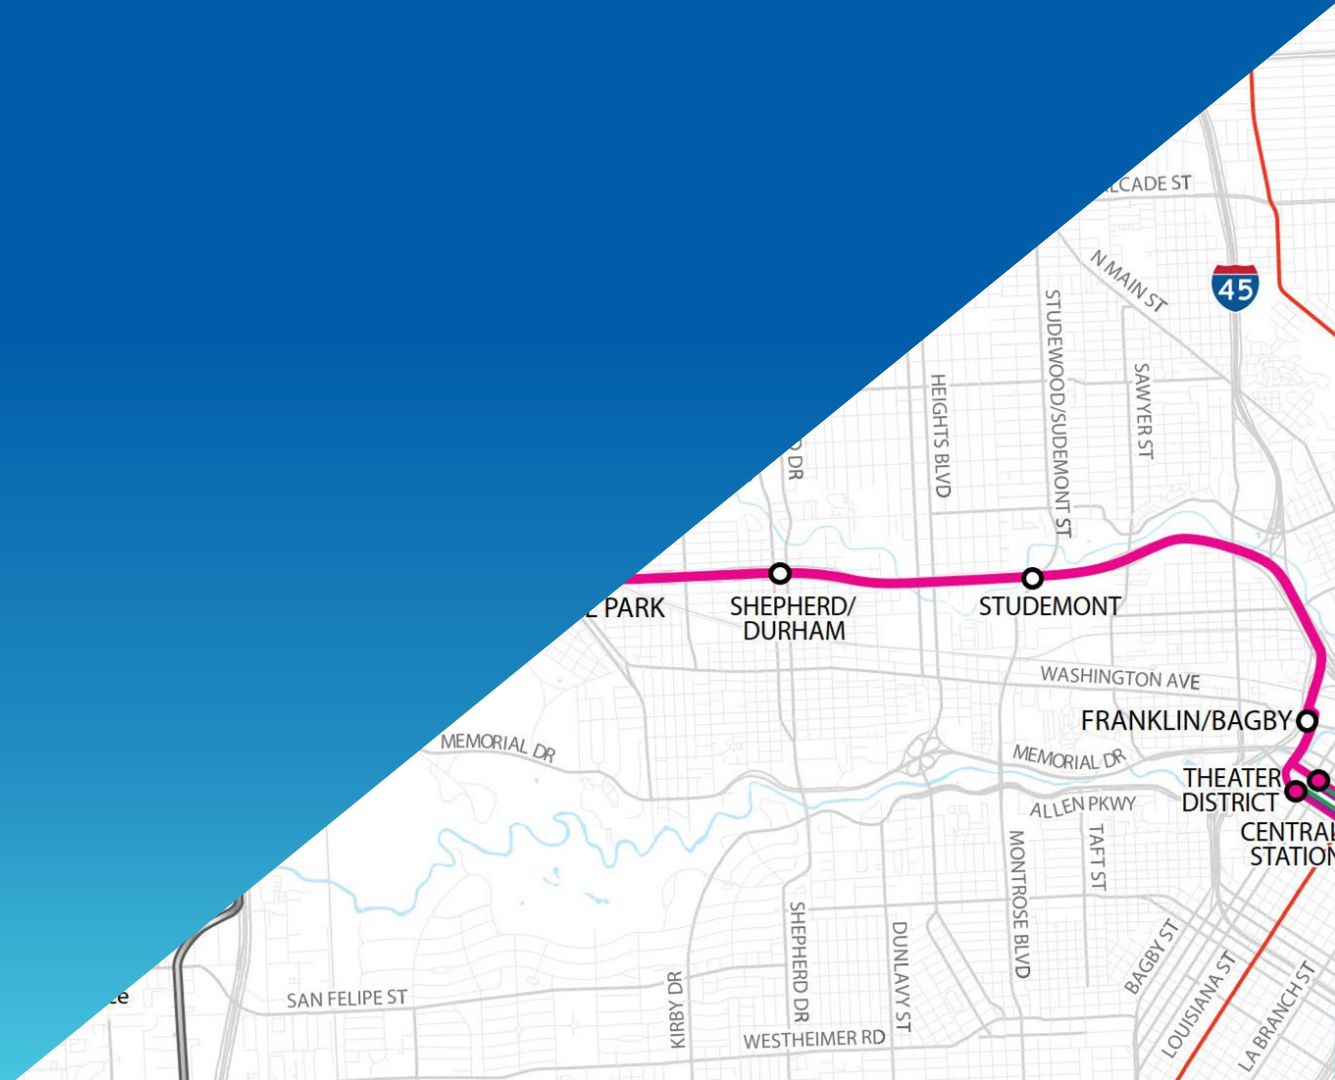 LCADE ST
N MAIN ST
45
STUDEWOOD/SUDEMONT ST
SAWYER ST
HEIGHTS BLVD
DR
PARK
SHEPHERD/
DURHAM
STUDEMONT
WASHINGTON AVE
FRANKLIN/BAGBY
MEMORIAL DR
MEMORIAL DR
THEATER
DISTRICT
ALLEN PKWY
CENTRAL
STATION
TAFT ST
MONTROSE BLVD
SHEPHERD DR
DUNLAVY ST
BAGBY ST
LOUISIANA ST
LA BRANCH ST
KIRBY DR
SAN FELIPE ST
WESTHEIMER RD